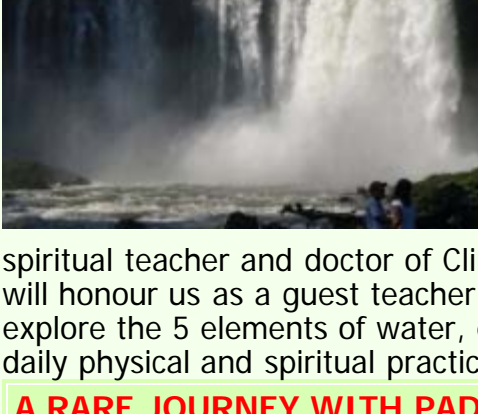 spiritual teacher and doctor of Cli
will honour us as a guest teacher
explore the 5 elements of water,
daily physical and spiritual practic
A RARE JOURNEY WITH PAD